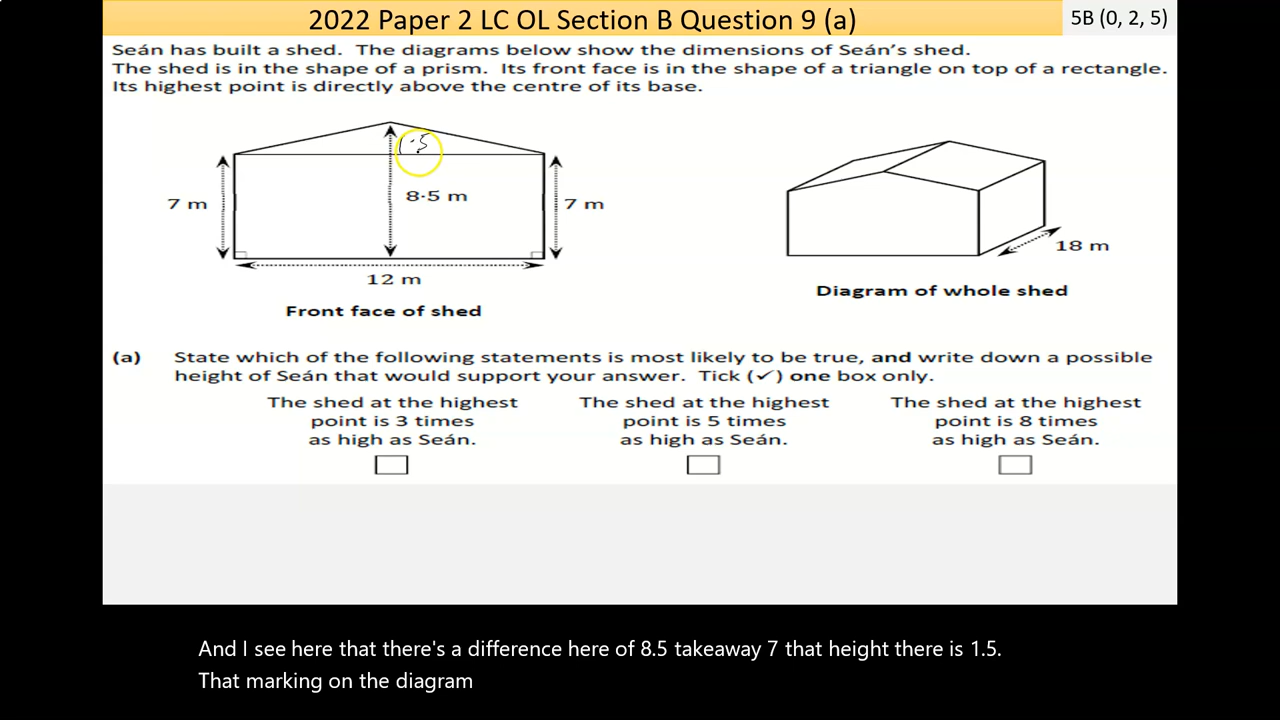 2022 Paper 2 LC OL Section B Question 9 (a)
5B (0, 2, 5)
Seán has built a shed. The diagrams below show the dimensions of Seán's shed.
The shed is in the shape of a prism. Its front face is in the shape of a triangle on top of a rectangle.
Its highest point is directly above the centre of its base.
1·5
7 m
8·5 m
7 m
12 m
Front face of shed
18 m
Diagram of whole shed
(a) State which of the following statements is most likely to be true, and write down a possible
height of Seán that would support your answer. Tick (✓) one box only.
The shed at the highest
point is 3 times
as high as Seán.
The shed at the highest
point is 5 times
as high as Seán.
The shed at the highest
point is 8 times
as high as Seán.
And I see here that there's a difference here of 8.5 takeaway 7 that height there is 1.5.
That marking on the diagram